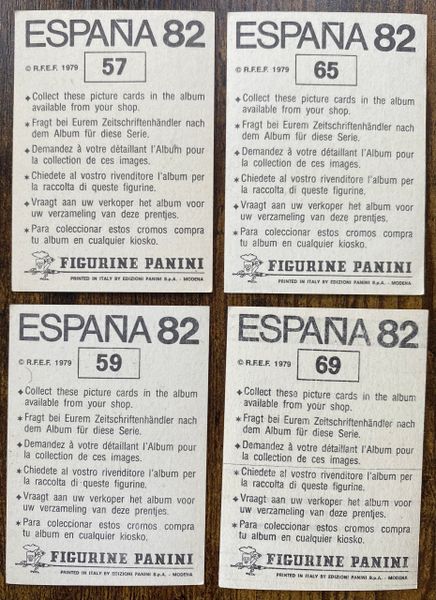 ESPAÑA 82
© R.F.E.F. 1979
57
Collect these picture cards in the album
available from your shop.
Fragt bei Eurem Zeitschriftenhändler nach
dem Album für diese Serie.
Demandez à votre détaillant l'Album pour
la collection de ces images.
Chiedete al vostro rivenditore l'album per
la raccolta di queste figurine.
Vraagt aan uw verkoper het album voor
uw verzameling van deze prentjes.
Para coleccionar estos cromos compra
tu album en cualquier kiosko.
FIGURINE PANINI
PRINTED IN ITALY BY EDIZIONI PANINI S.p.A. - MODENA
ESPAÑA 82
© R.F.E.F. 1979
65
Collect these picture cards in the album
available from your shop.
Fragt bei Eurem Zeitschriftenhändler nach
dem Album für diese Serie.
Demandez à votre détaillant l'Album pour
la collection de ces images.
Chiedete al vostro rivenditore l'album per
la raccolta di queste figurine.
Vraagt aan uw verkoper het album voor
uw verzameling van deze prentjes.
Para coleccionar estos cromos compra
tu album en cualquier kiosko.
FIGURINE PANINI
PRINTED IN ITALY BY EDIZIONI PANINI S.p.A. - MODENA
ESPAÑA 82
© R.F.E.F. 1979
59
Collect these picture cards in the album
available from your shop.
Fragt bei Eurem Zeitschriftenhändler nach
dem Album für diese Serie.
Demandez à votre détaillant l'Album pour
la collection de ces images.
Chiedete al vostro rivenditore l'album per
la raccolta di queste figurine.
Vraagt aan uw verkoper het album voor
uw verzameling van deze prentjes.
Para coleccionar estos cromos compra
tu album en cualquier kiosko.
FIGURINE PANINI
PRINTED IN ITALY BY EDIZIONI PANINI S.p.A. - MODENA
ESPAÑA 82
© R.F.E.F. 1979
69
Collect these picture cards in the album
available from your shop.
Fragt bei Eurem Zeitschriftenhändler nach
dem Album für diese Serie.
Demandez à votre détaillant l'Album pour
la collection de ces images.
Chiedete al vostro rivenditore l'album per
la raccolta di queste figurine.
Vraagt aan uw verkoper het album voor
uw verzameling van deze prentjes.
Para coleccionar estos cromos compra
tu album en cualquier kiosko.
FIGURINE PANINI
PRINTED IN ITALY BY EDIZIONI PANINI S.p.A. - MODENA